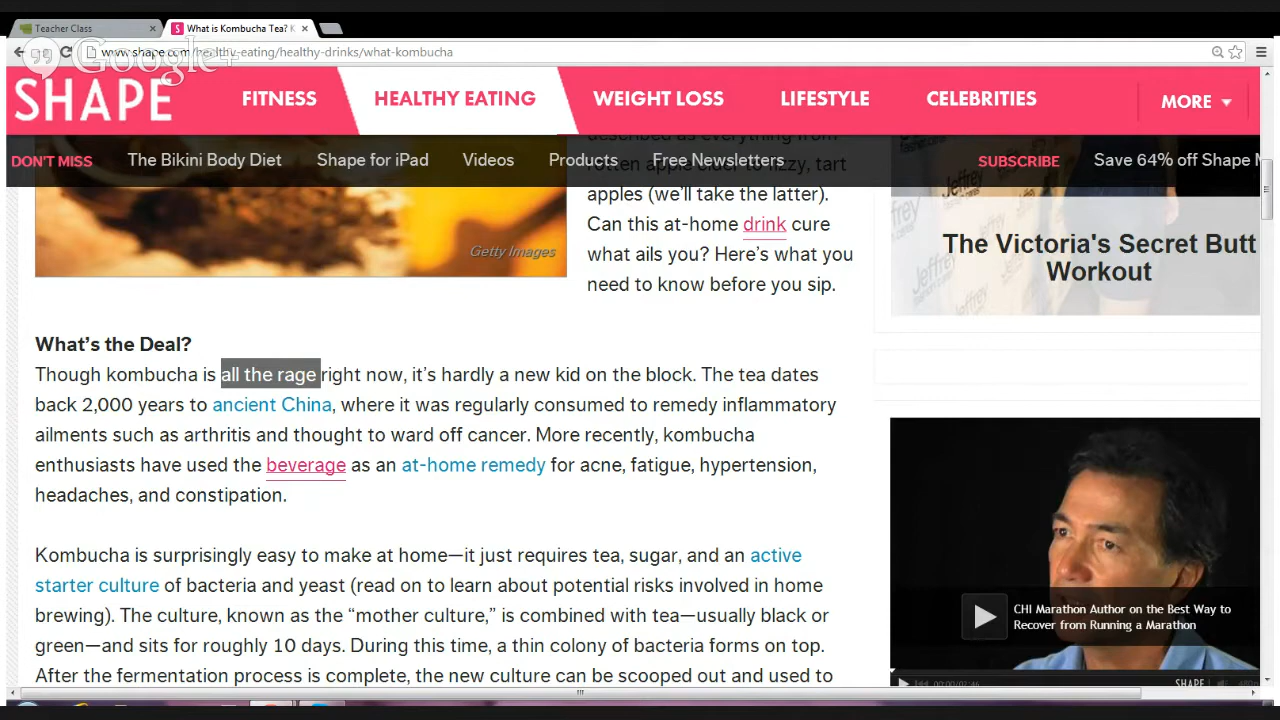 Teacher Class
What is Kombucha Tea?
www.shape.com/healthy-eating/healthy-drinks/what-kombucha
Google+
SHAPE
FITNESS
HEALTHY EATING
WEIGHT LOSS
LIFESTYLE
CELEBRITIES
MORE
DON'T MISS
The Bikini Body Diet
Shape for iPad
Videos
Products
Free Newsletters
SUBSCRIBE
Save 64% off Shape
described as everything from
rotten apple cider to fizzy, tart
apples (we'll take the latter).
Can this at-home drink cure
what ails you? Here's what you
need to know before you sip.
Getty Images
Jeffrey
The Victoria's Secret Butt
Workout
What's the Deal?
Though kombucha is all the rage right now, it's hardly a new kid on the block. The tea dates
back 2,000 years to ancient China, where it was regularly consumed to remedy inflammatory
ailments such as arthritis and thought to ward off cancer. More recently, kombucha
enthusiasts have used the beverage as an at-home remedy for acne, fatigue, hypertension,
headaches, and constipation.
Kombucha is surprisingly easy to make at home—it just requires tea, sugar, and an active
starter culture of bacteria and yeast (read on to learn about potential risks involved in home
brewing). The culture, known as the “mother culture,” is combined with tea—usually black or
green—and sits for roughly 10 days. During this time, a thin colony of bacteria forms on top.
After the fermentation process is complete, the new culture can be scooped out and used to
CHI Marathon Author on the Best Way to
Recover from Running a Marathon
SHAPE